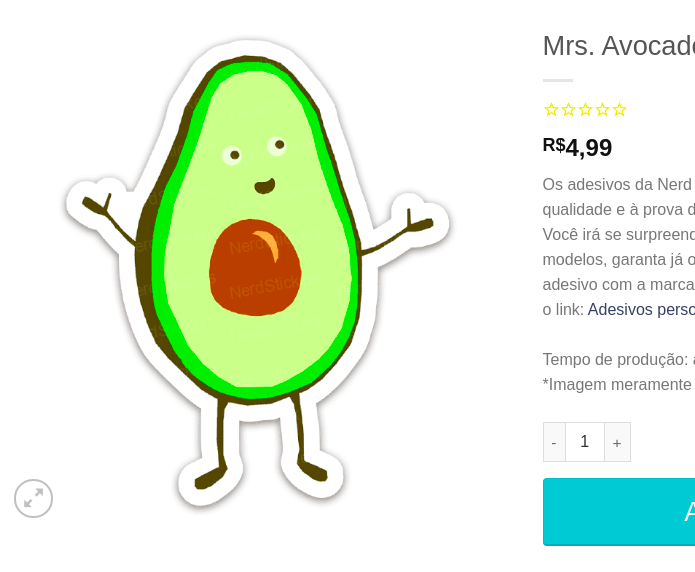 Mrs. Avocad
R$4,99
Os adesivos da Nerd
qualidade e à prova d
Você irá se surpreend
modelos, garanta já o
adesivo com a marca
o link: Adesivos perso
Tempo de produção: a
*Imagem meramente
- 1 +
A
NerdStick
NerdStick